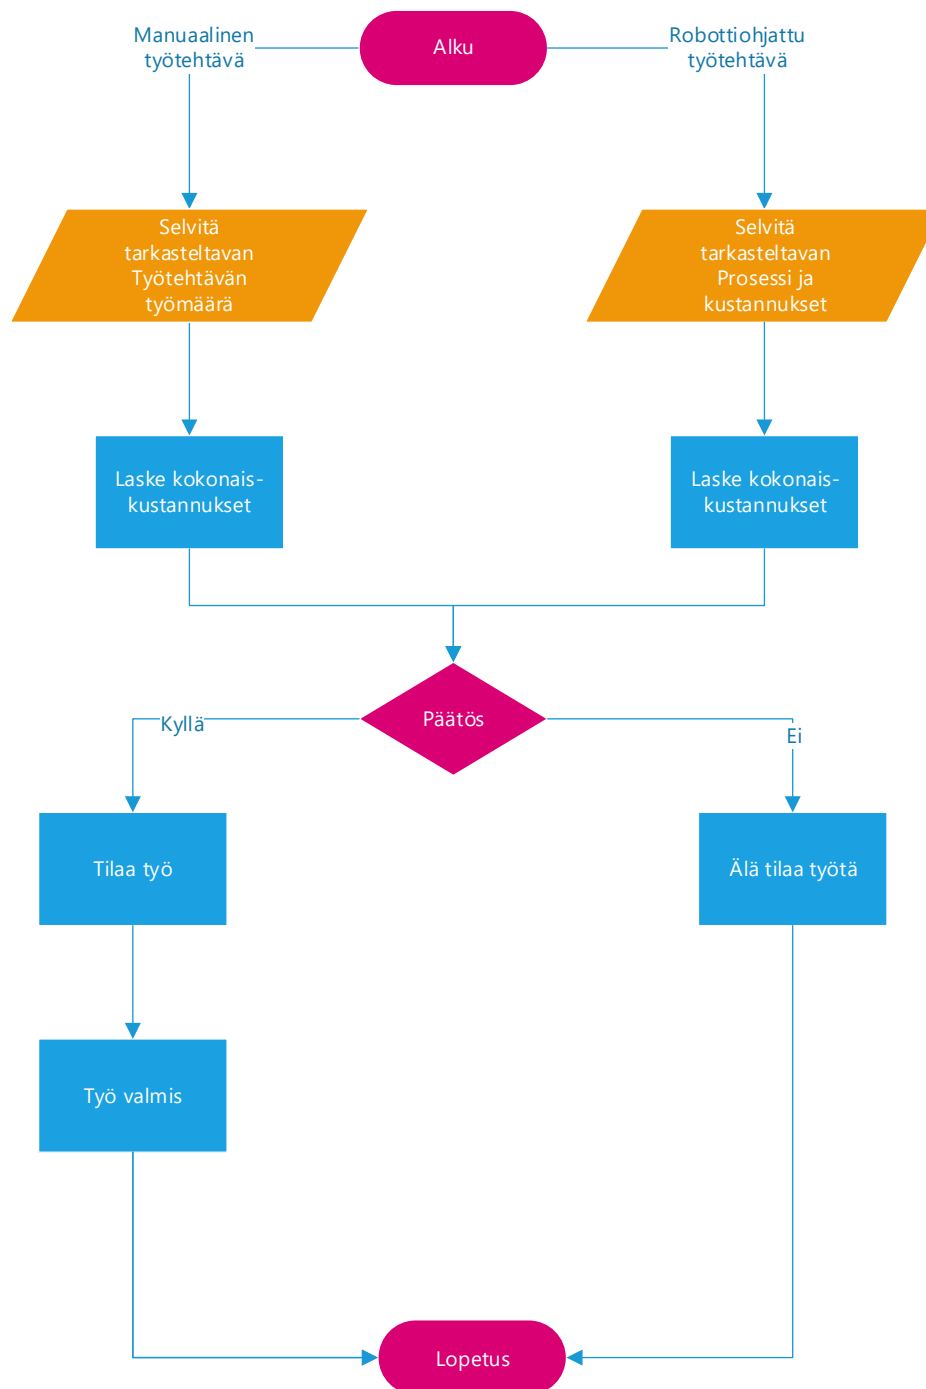 Manuaalinen
työtehtävä
Alku
Robottiohjattu
työtehtävä
Selvitä
tarkasteltavan
Työtehtävän
työmäärä
Selvitä
tarkasteltavan
Prosessi ja
kustannukset
Laske kokonais-
kustannukset
Laske kokonais-
kustannukset
Päätös
Kyllä
Ei
Tilaa työ
Älä tilaa työtä
Työ valmis
Lopetus